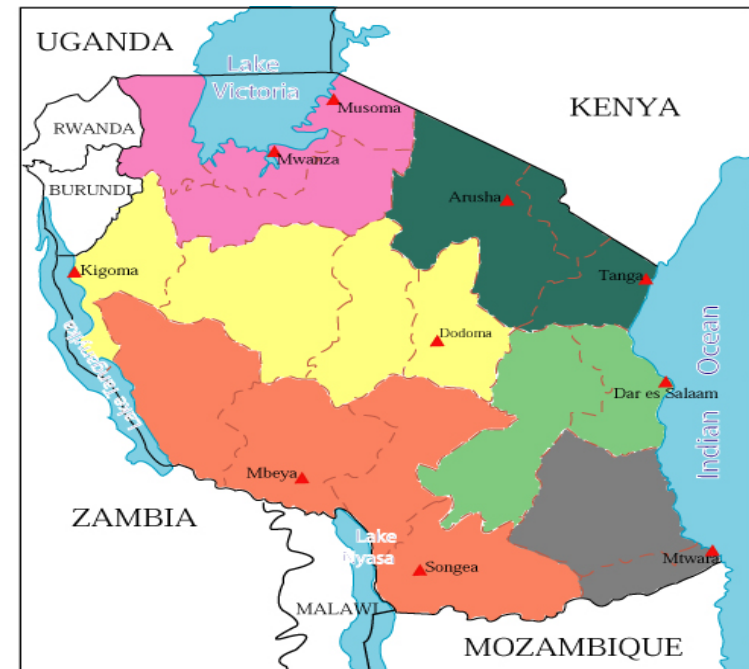 UGANDA
Lake
Victoria
Musoma
KENYA
RWANDA
Mwanza
BURUNDI
Arusha
Kigoma
Tanga
Dodoma
Dar es Salaam
Indian Ocean
Mbeya
ZAMBIA
Lake
Nyasa
Songea
Mtwara
MALAWI
MOZAMBIQUE